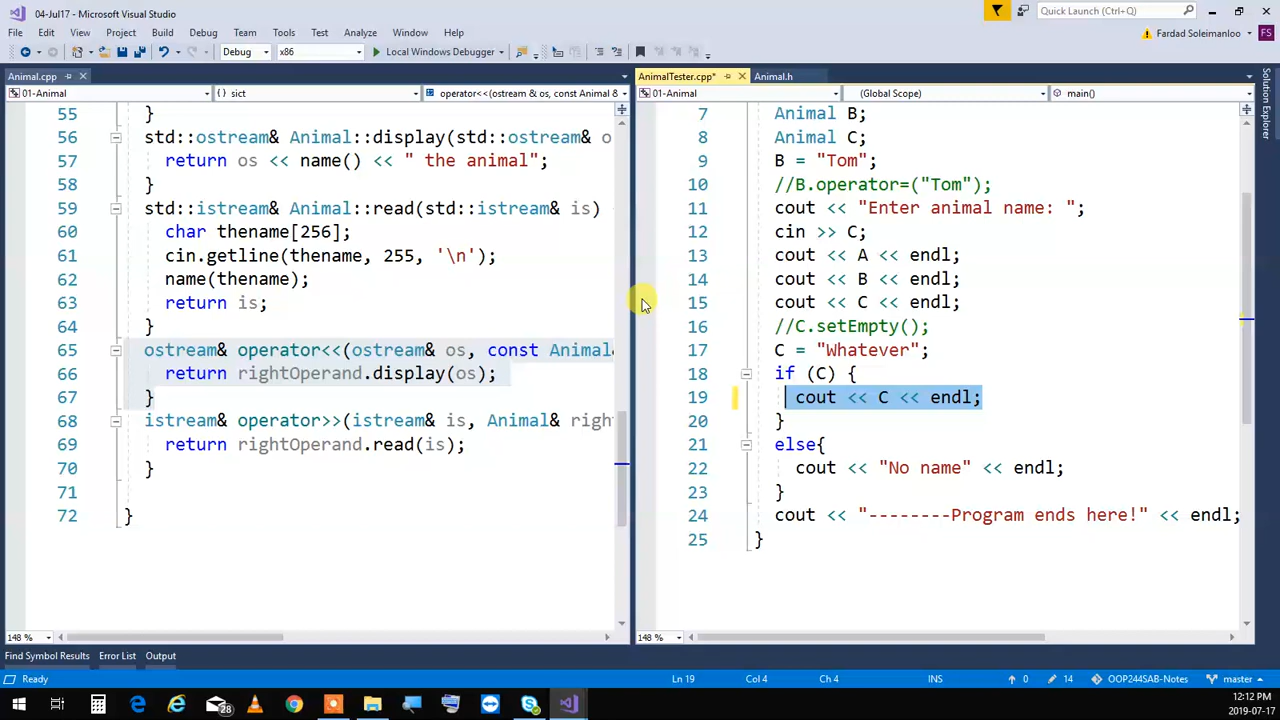 04-Jul17 - Microsoft Visual Studio
Quick Launch (Ctrl+Q)
File Edit View Project Build Debug Team Tools Test Analyze Window Help
Fardad Soleimanloo FS
Debug x86 Local Windows Debugger
Animal.cpp
01-Animal sict operator<<(ostream & os, const Animal &
55 }
56 std::ostream& Animal::display(std::ostream& o
57 return os << name() << " the animal";
58 }
59 std::istream& Animal::read(std::istream& is)
60 char thename[256];
61 cin.getline(thename, 255, '\n');
62 name(thename);
63 return is;
64 }
65 ostream& operator<<(ostream& os, const Animal&
66 return rightOperand.display(os);
67 }
68 istream& operator>>(istream& is, Animal& righ
69 return rightOperand.read(is);
70 }
71
72 }
148 %
AnimalTester.cpp* Animal.h
01-Animal (Global Scope) main()
7 Animal B;
8 Animal C;
9 B = "Tom";
10 //B.operator=("Tom");
11 cout << "Enter animal name: ";
12 cin >> C;
13 cout << A << endl;
14 cout << B << endl;
15 cout << C << endl;
16 //C.setEmpty();
17 C = "Whatever";
18 if (C) {
19 cout << C << endl;
20 }
21 else{
22 cout << "No name" << endl;
23 }
24 cout << "--------Program ends here!" << endl;
25 }
148 %
Solution Explorer
Find Symbol Results Error List Output
Ready Ln 19 Col 4 Ch 4 INS 0 14 OOP244SAB-Notes master
28
12:12 PM
2019-07-17